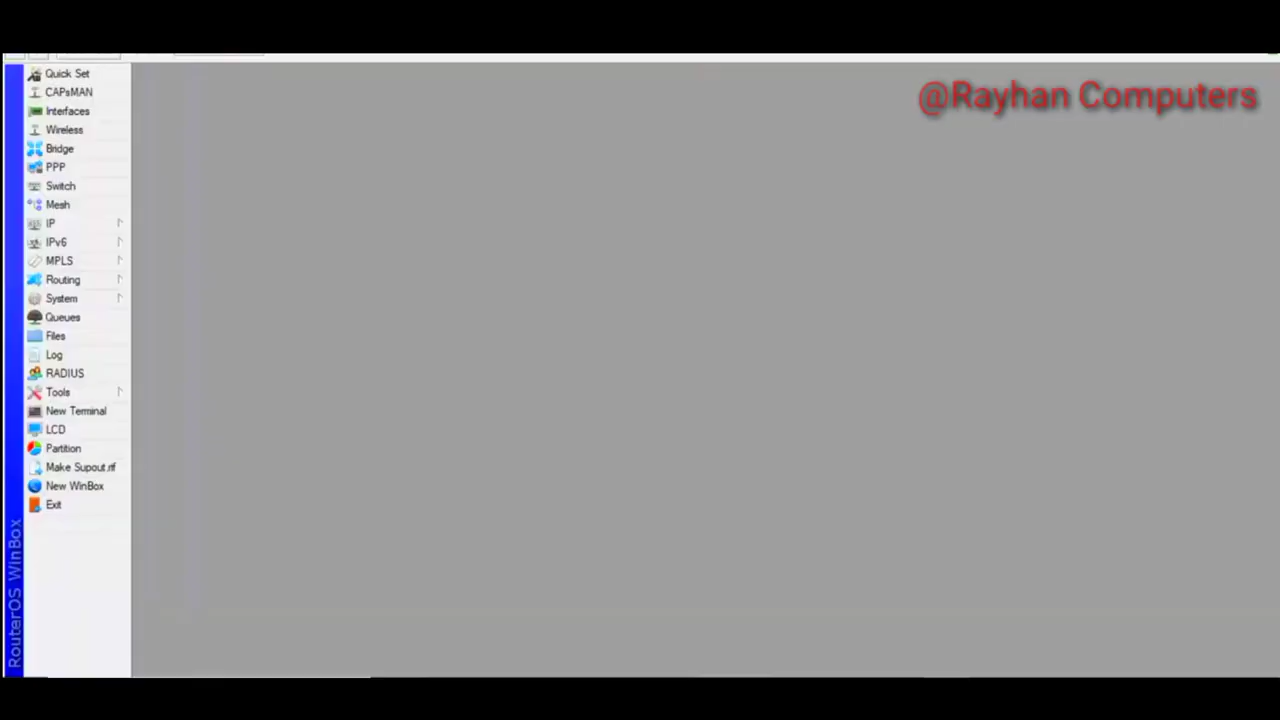 @Rayhan Computers
Quick Set
CAPsMAN
Interfaces
Wireless
Bridge
PPP
Switch
Mesh
IP
IPv6
MPLS
Routing
System
Queues
Files
Log
RADIUS
Tools
New Terminal
LCD
Partition
Make Supout.rif
New WinBox
Exit
RouterOS WinBox